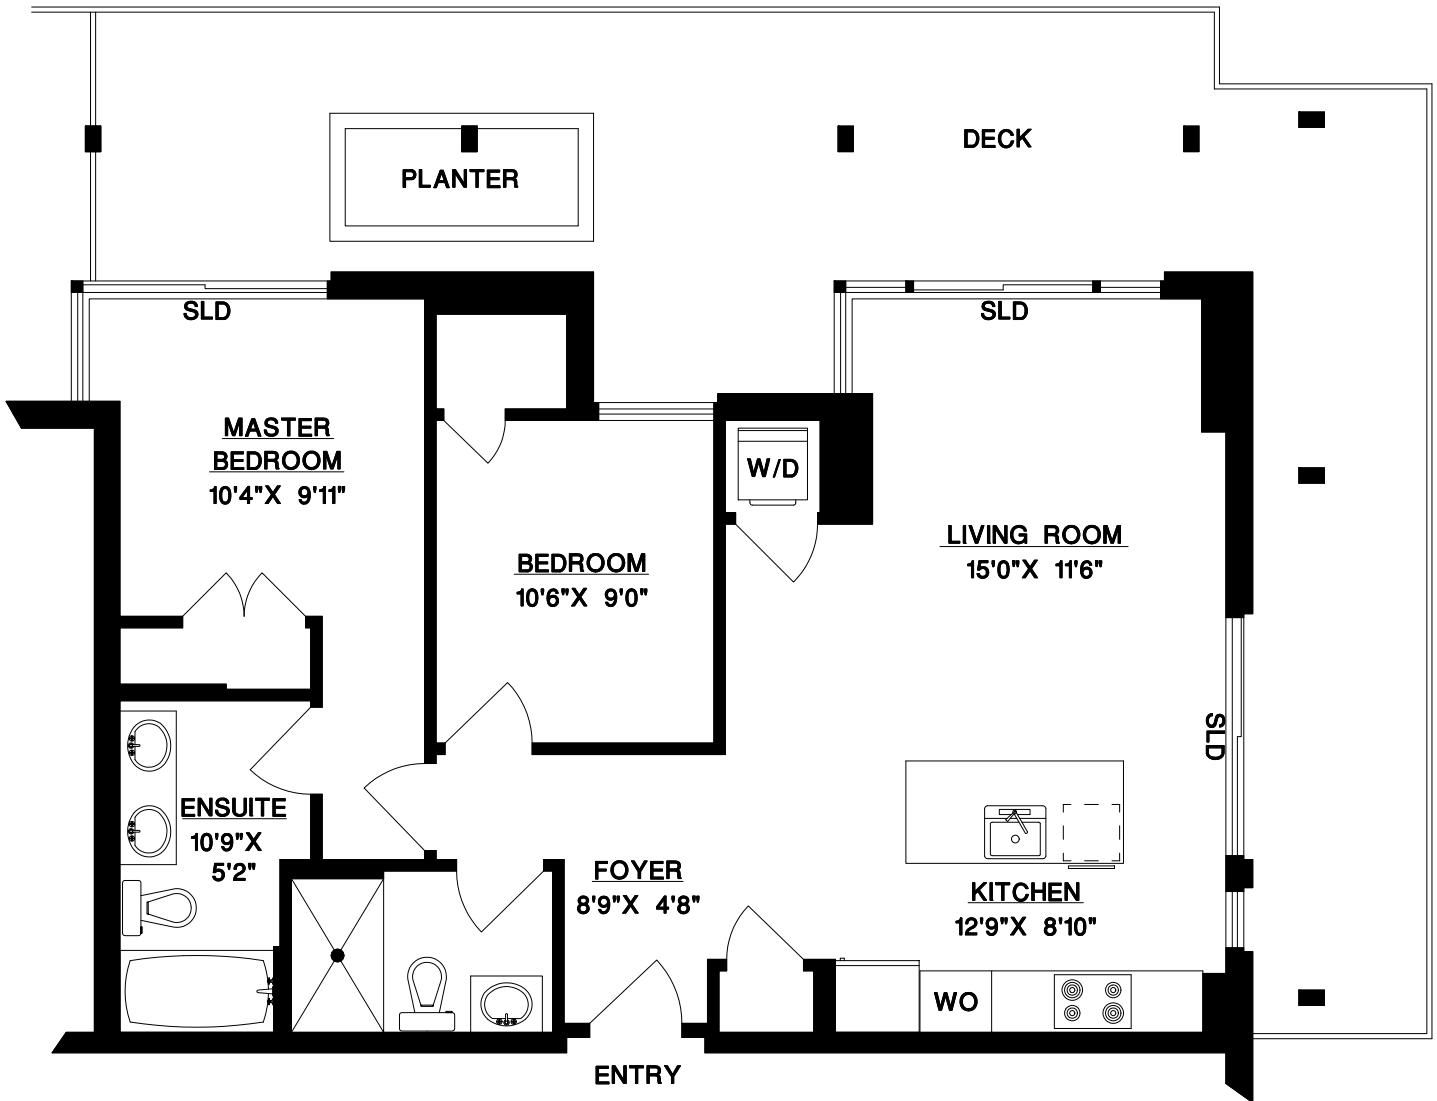 DECK
PLANTER
SLD
SLD
MASTER
BEDROOM
10'4"X 9'11"
W/D
LIVING ROOM
15'0"X 11'6"
BEDROOM
10'6"X 9'0"
SLD
ENSUITE
10'9"X
5'2"
FOYER
8'9"X 4'8"
KITCHEN
12'9"X 8'10"
WO
ENTRY